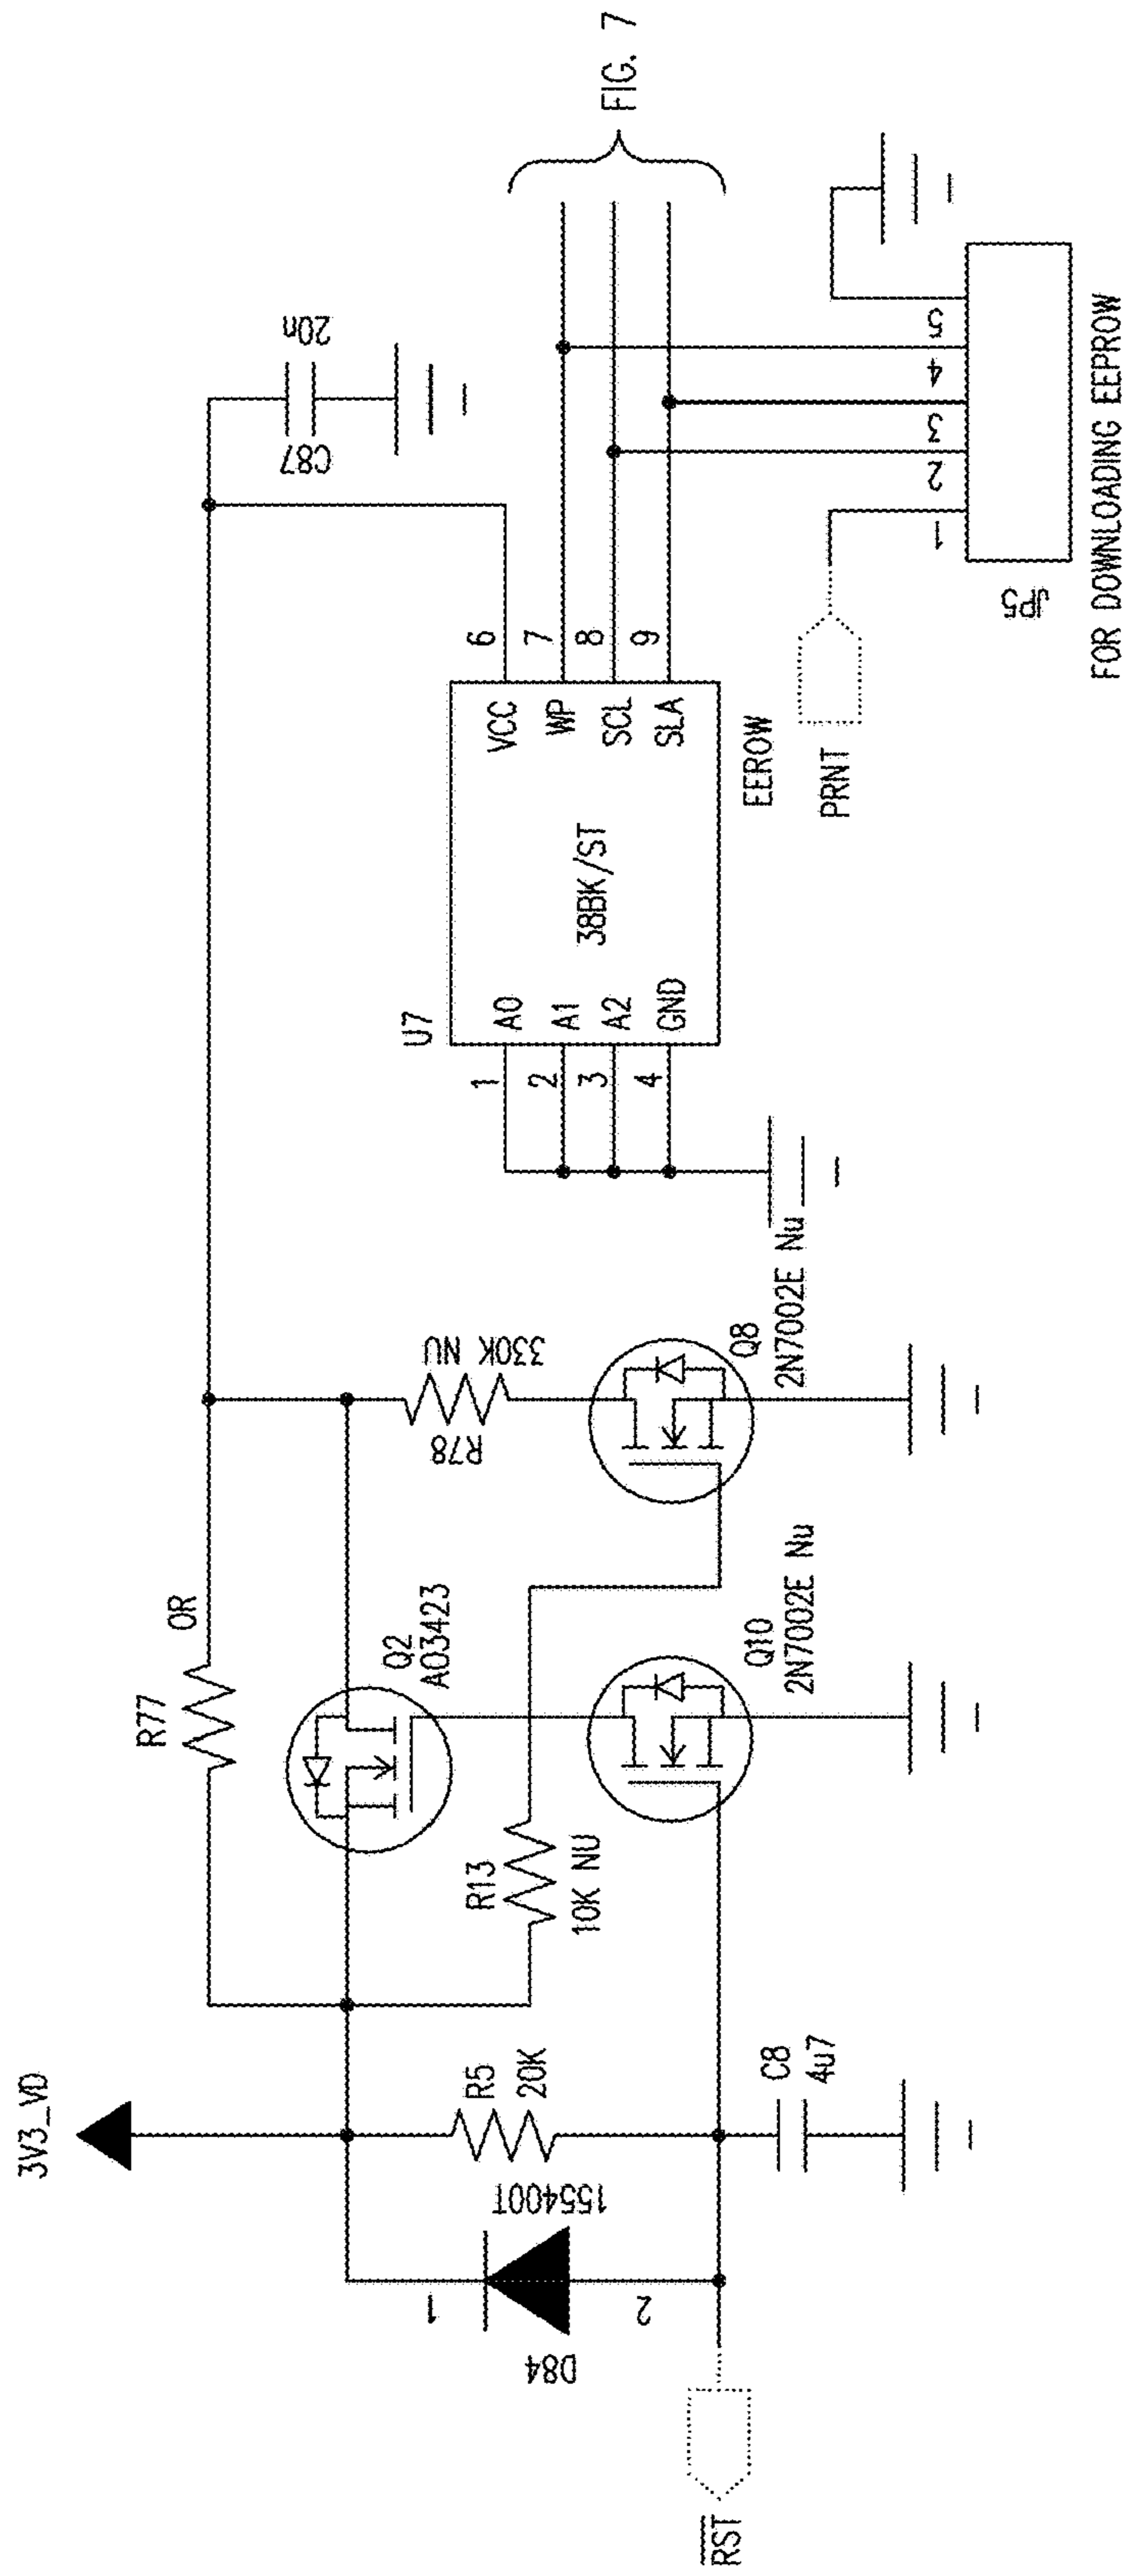 3V3_VD
R77
0R
Q2
AO3423
R13
10K NU
R5
20K
155400T
D84
1
2
RST
C8
4u7
Q10
2N7002E Nu
Q8
2N7002E Nu
R78
330K NU
C87
20n
U7
38BK/ST
A0
A1
A2
GND
1
2
3
4
VCC
WP
SCL
SLA
6
7
8
9
EEROW
PRNT
1
2
3
4
5
JP5
FOR DOWNLOADING EEPROW
FIG. 7